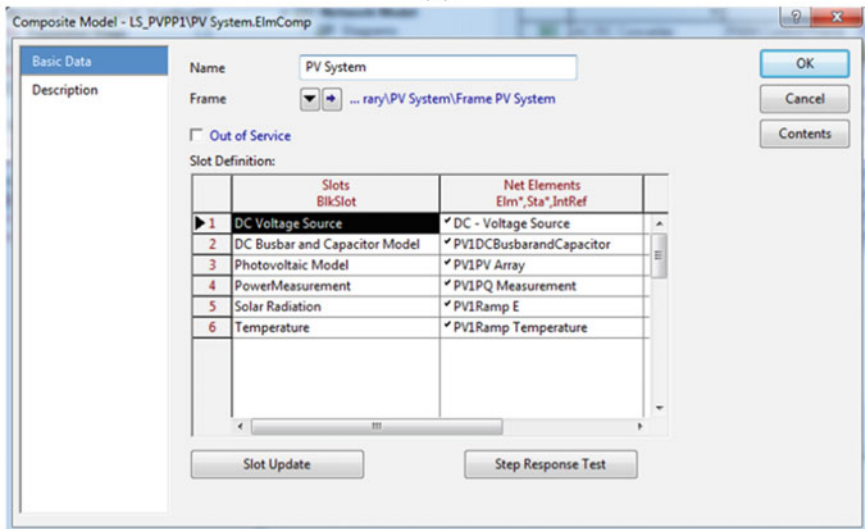 Composite Model - LS_PVPP1\PV System.ElmComp
Basic Data
Description
Name PV System
Frame ... rary\PV System\Frame PV System
Out of Service
Slot Definition:
Slots Net Elements
BlkSlot Elm*,Sta*,IntRef
1 DC Voltage Source DC - Voltage Source
2 DC Busbar and Capacitor Model PV1DCBusbarandCapacitor
3 Photovoltaic Model PV1PV Array
4 PowerMeasurement PV1PQ Measurement
5 Solar Radiation PV1Ramp E
6 Temperature PV1Ramp Temperature
Slot Update Step Response Test
OK
Cancel
Contents